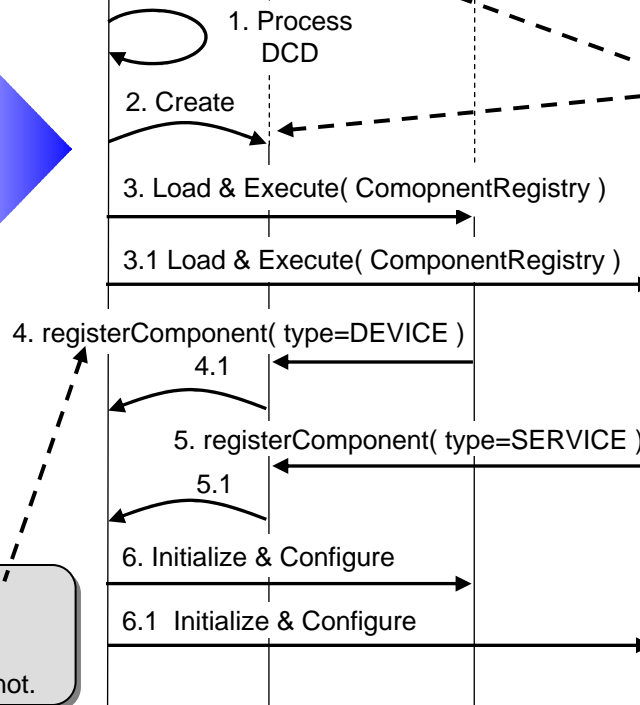 1. Process
DCD
2. Create
3. Load & Execute( ComopnentRegistry )
3.1 Load & Execute( ComponentRegistry )
4. registerComponent( type=DEVICE )
4.1
5. registerComponent( type=SERVICE )
5.1
6. Initialize & Configure
6.1 Initialize & Configure
not.